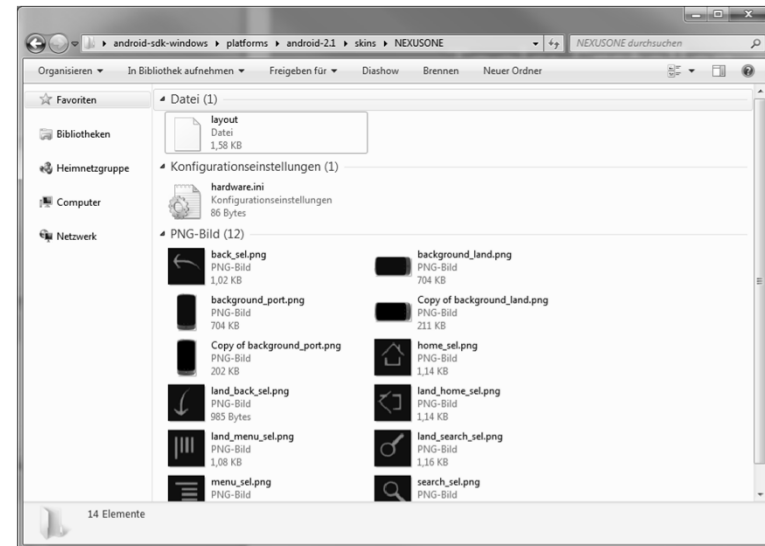 android-sdk-windows ▸ platforms ▸ android-2.1 ▸ skins ▸ NEXUSONE
NEXUSONE durchsuchen
Organisieren
In Bibliothek aufnehmen
Freigeben für
Diashow
Brennen
Neuer Ordner
Favoriten
Bibliotheken
Heimnetzgruppe
Computer
Netzwerk
Datei (1)
layout
Datei
1,58 KB
Konfigurationseinstellungen (1)
hardware.ini
Konfigurationseinstellungen
86 Bytes
PNG-Bild (12)
back_sel.png
PNG-Bild
1,02 KB
background_land.png
PNG-Bild
704 KB
background_port.png
PNG-Bild
704 KB
Copy of background_land.png
PNG-Bild
211 KB
Copy of background_port.png
PNG-Bild
202 KB
home_sel.png
PNG-Bild
1,14 KB
land_back_sel.png
PNG-Bild
985 Bytes
land_home_sel.png
PNG-Bild
1,14 KB
land_menu_sel.png
PNG-Bild
1,08 KB
land_search_sel.png
PNG-Bild
1,16 KB
menu_sel.png
PNG-Bild
search_sel.png
PNG-Bild
14 Elemente